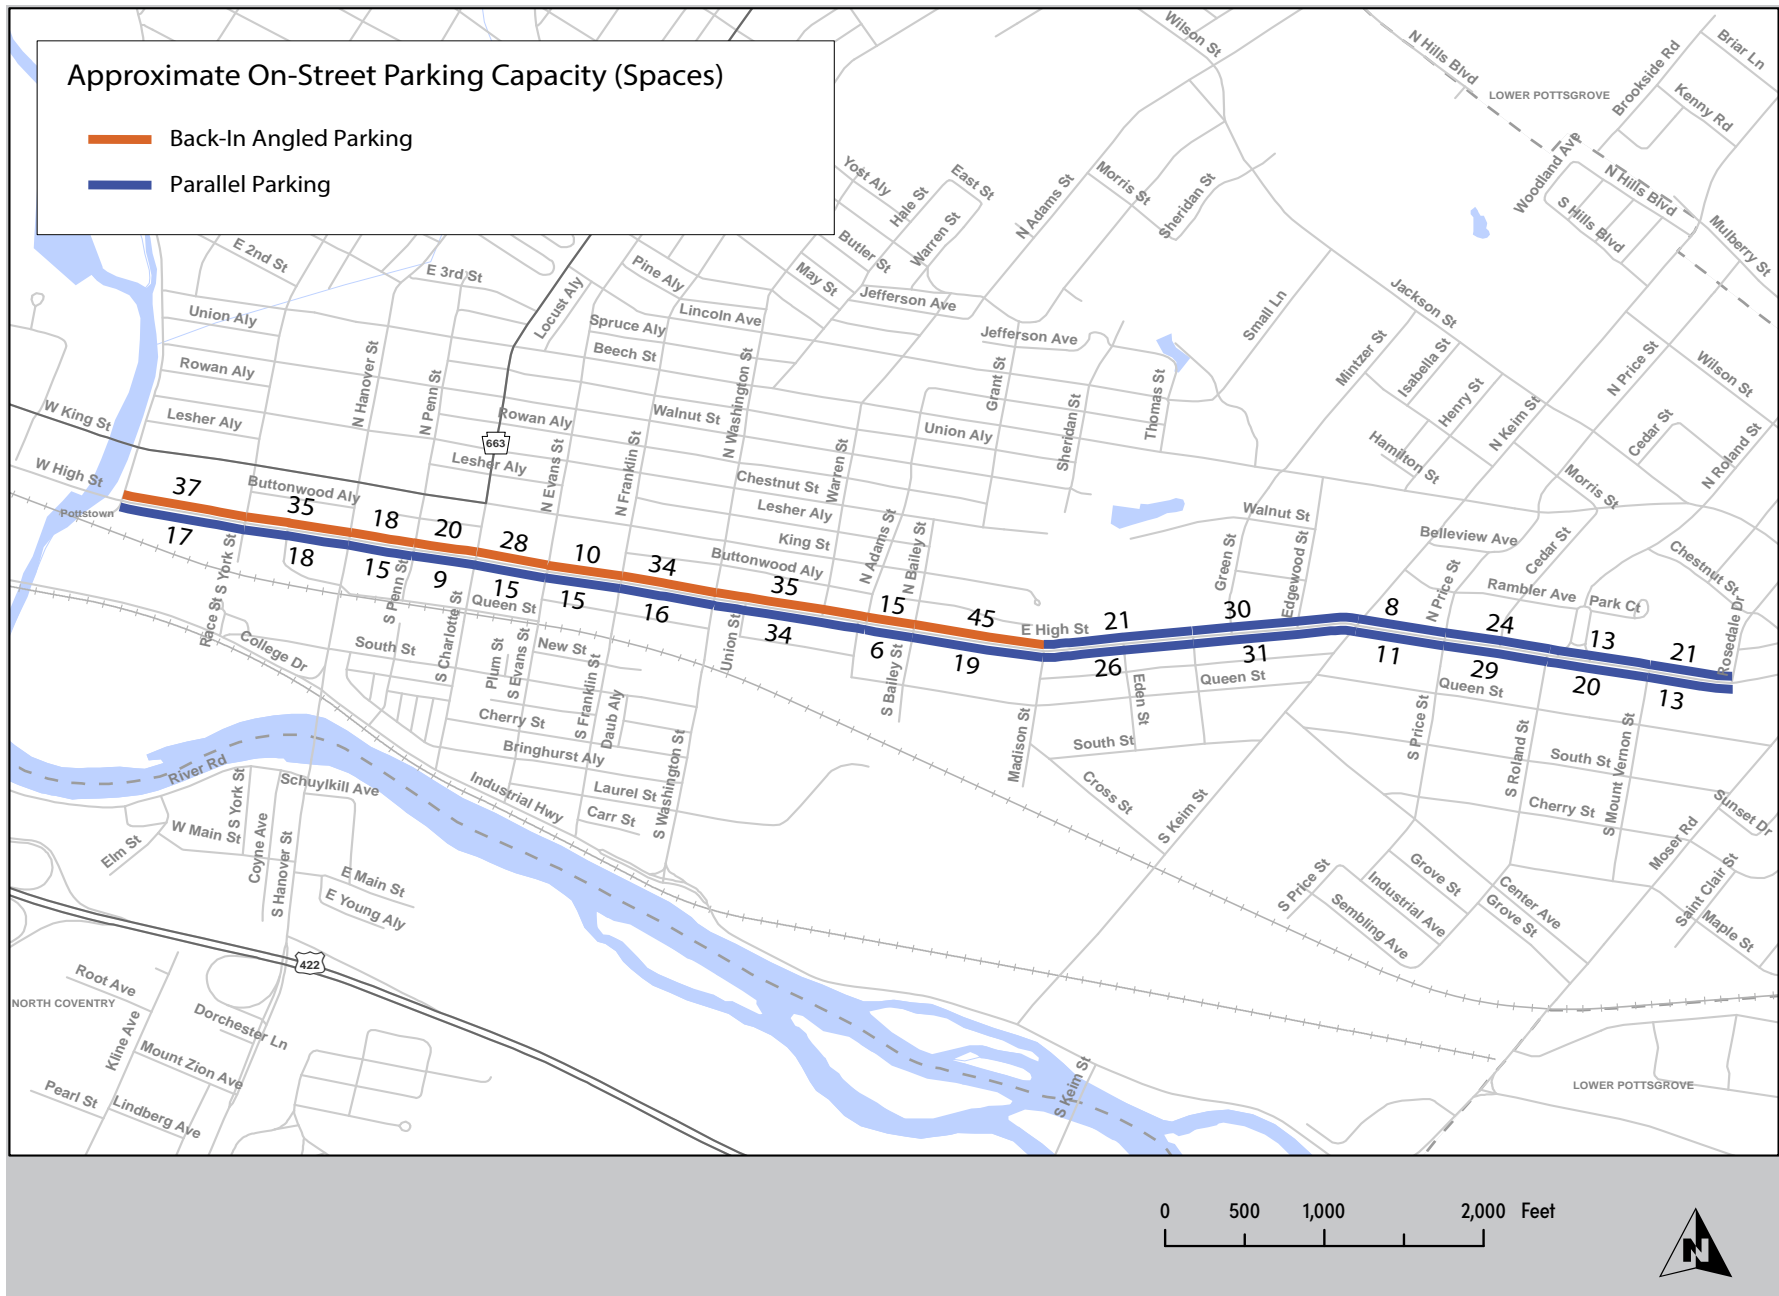 Approximate On-Street Parking Capacity (Spaces)
Back-In Angled Parking
Parallel Parking
Wilson St
N Hills Blvd
LOWER POTTSGROVE
Brookside Rd
Briar Ln
Kenny Rd
Woodland Ave
N Hills Blvd
S Hills Blvd
Mulberry St
Yost Aly
East St
Hale St
Warren St
N Adams St
Morris St
Sheridan St
Butler St
May St
E 2nd St
E 3rd St
Pine Aly
Locust Aly
Jefferson Ave
Jefferson Ave
Lincoln Ave
Spruce Aly
Beech St
Union Aly
Rowan Aly
Lesher Aly
N Hanover St
N Penn St
Small Ln
Jackson St
Mintzer St
Isabella St
Henry St
N Price St
Wilson St
Grant St
Sheridan St
Thomas St
N Washington St
Walnut St
Rowan Aly
663
Lesher Aly
Union Aly
N Keim St
Hamilton St
Cedar St
N Roland St
Morris St
W King St
W High St
Pottstown
Buttonwood Aly
N Evans St
N Franklin St
Warren St
Chestnut St
Lesher Aly
King St
Buttonwood Aly
N Adams St
N Bailey St
Walnut St
Green St
Edgewood St
Belleview Ave
Cedar St
Chestnut St
N Price St
Rambler Ave
Park Ct
Rosedale Dr
E High St
37
35
18
20
28
10
34
35
15
45
21
30
8
24
13
21
17
18
15
9
15
15
16
34
6
19
26
31
11
29
20
13
S York St
Race St
College Dr
S Penn St
South St
S Charlotte St
Queen St
Plum St
S Evans St
New St
S Franklin St
Daub Aly
Union St
S Bailey St
Madison St
Eden St
Queen St
Queen St
South St
South St
S Price St
S Roland St
S Mount Vernon St
Cherry St
Cherry St
Bringhurst Aly
Laurel St
Carr St
Industrial Hwy
S Washington St
Cross St
S Keim St
Sunset Dr
Moser Rd
Saint Clair St
Maple St
River Rd
Schuylkill Ave
S York St
W Main St
Coyne Ave
S Hanover St
Elm St
E Main St
E Young Aly
S Price St
Grove St
Industrial Ave
Sembling Ave
Center Ave
Grove St
422
NORTH COVENTRY
Root Ave
Kline Ave
Dorchester Ln
Mount Zion Ave
Pearl St
Lindberg Ave
S Keim St
LOWER POTTSGROVE
0 500 1,000 2,000 Feet
N